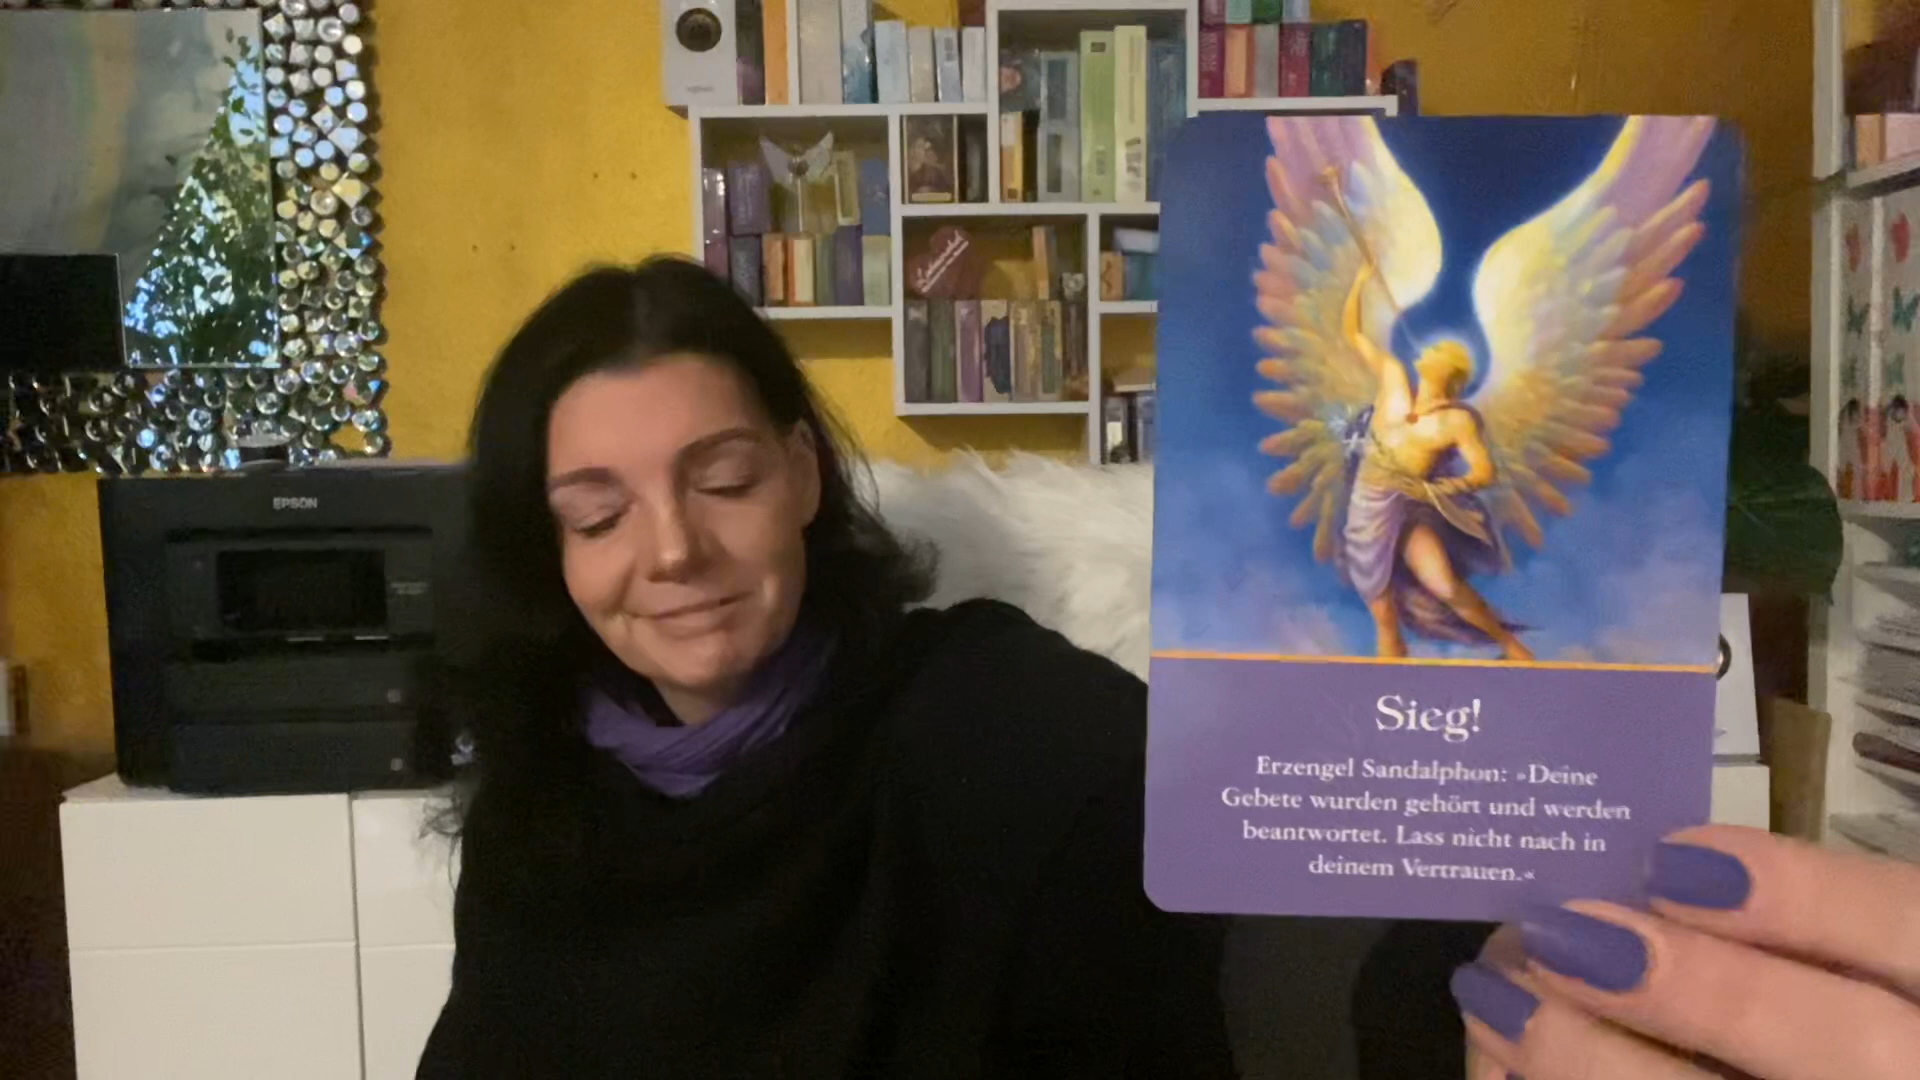 EPSON
Sieg!
Erzengel Sandalphon: »Deine
Gebete wurden gehört und werden
beantwortet. Lass nicht nach in
deinem Vertrauen.«